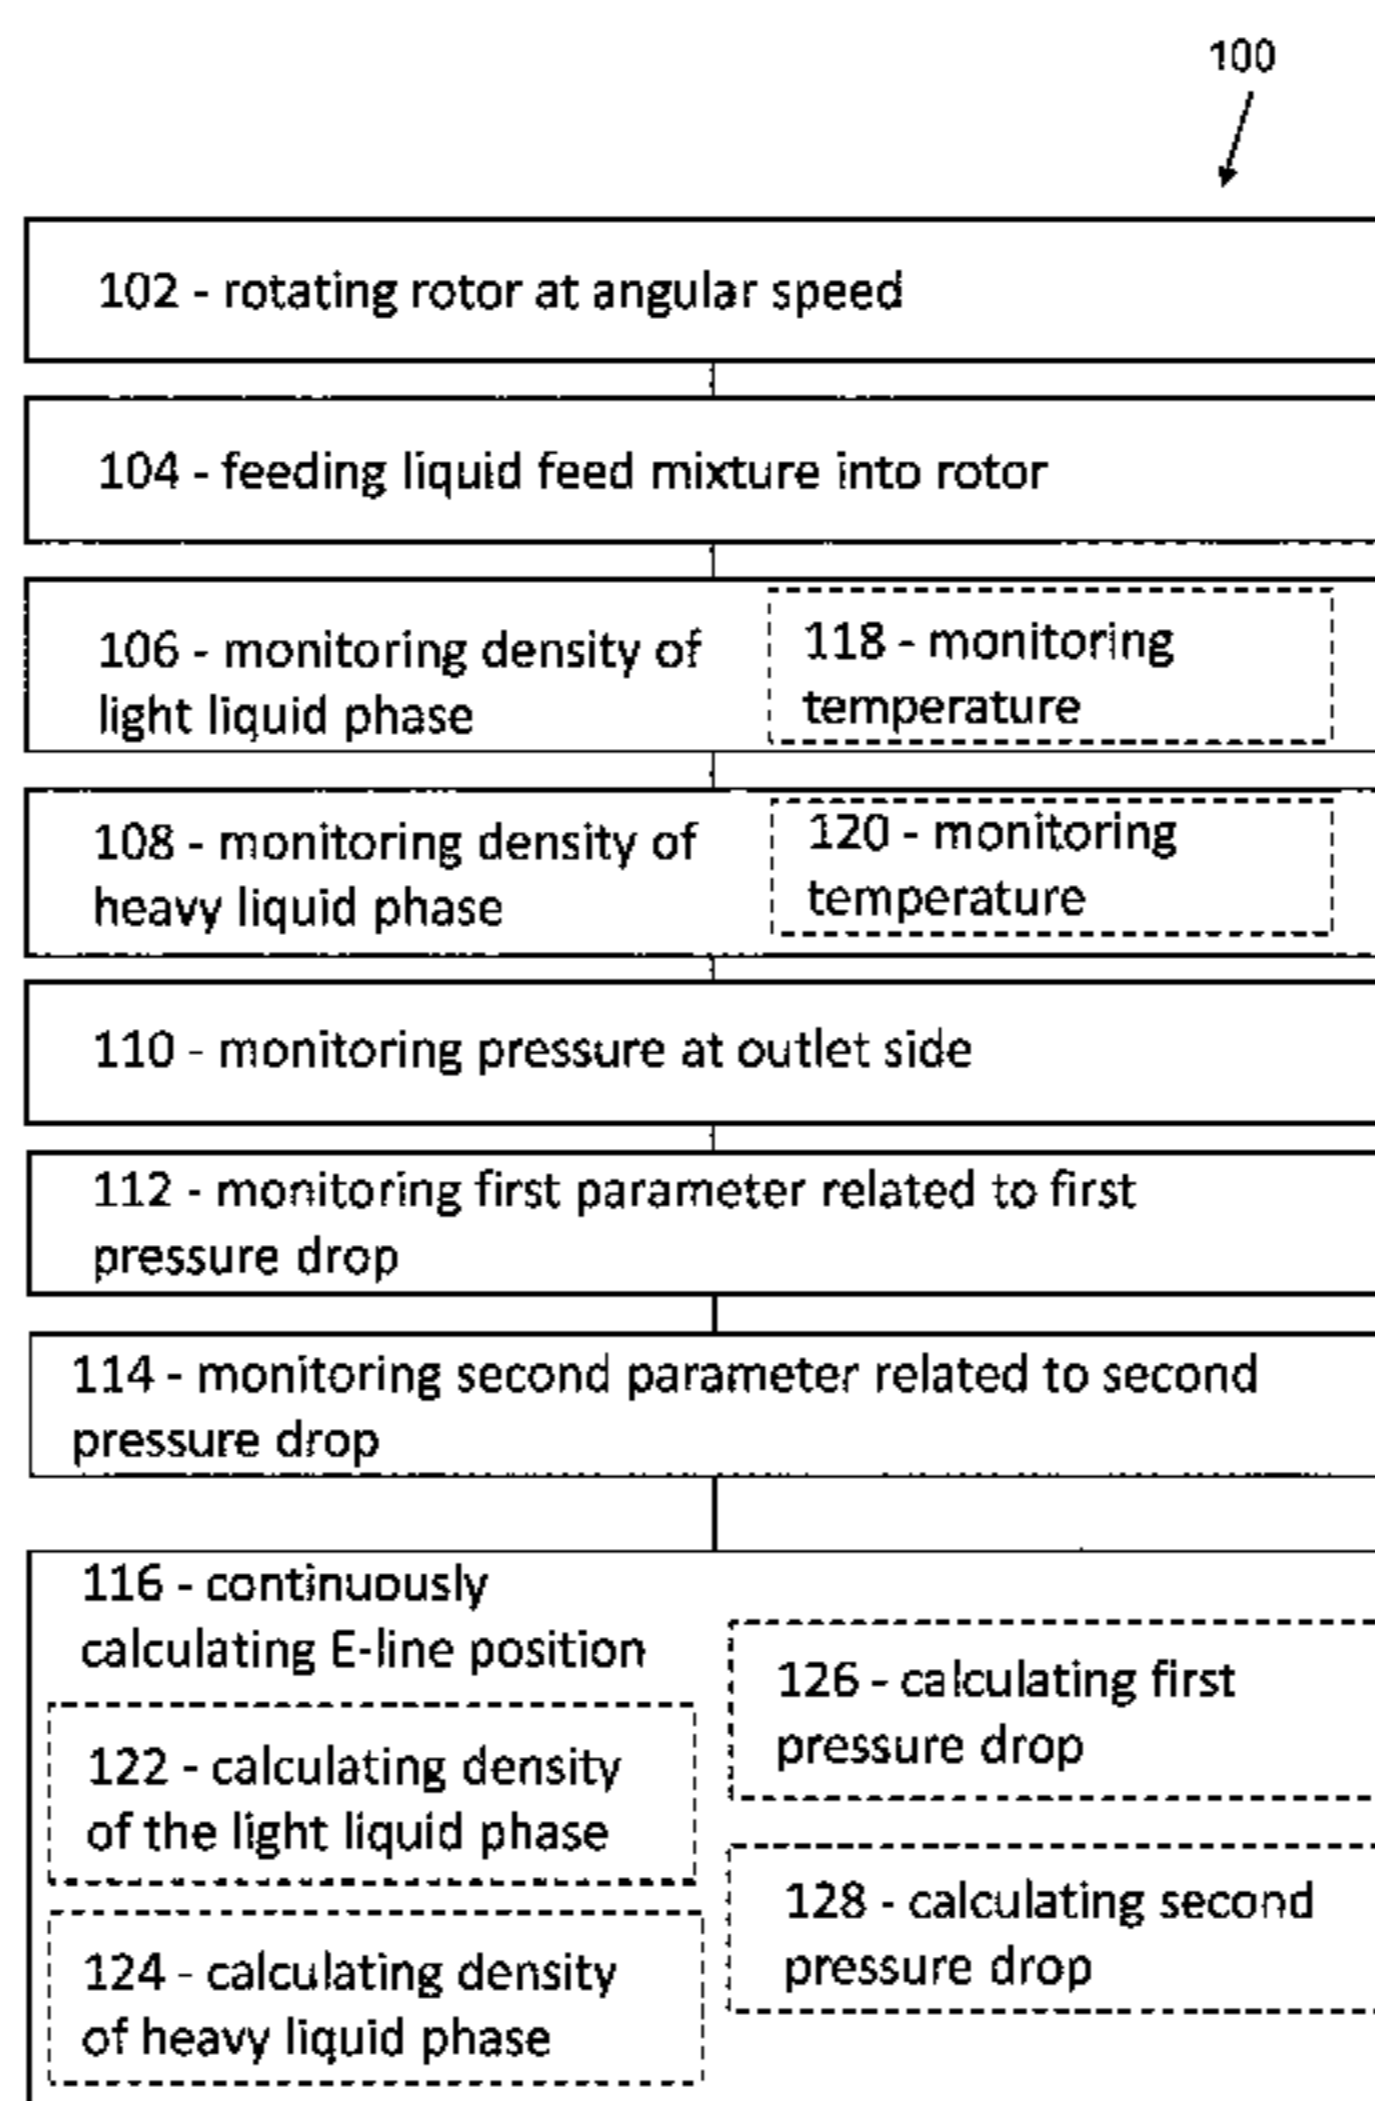 100
102 - rotating rotor at angular speed
104 - feeding liquid feed mixture into rotor
106 - monitoring density of
light liquid phase
118 - monitoring
temperature
108 - monitoring density of
heavy liquid phase
120 - monitoring
temperature
110 - monitoring pressure at outlet side
112 - monitoring first parameter related to first
pressure drop
114 - monitoring second parameter related to second
pressure drop
116 - continuously
calculating E-line position
122 - calculating density
of the light liquid phase
124 - calculating density
of heavy liquid phase
126 - calculating first
pressure drop
128 - calculating second
pressure drop